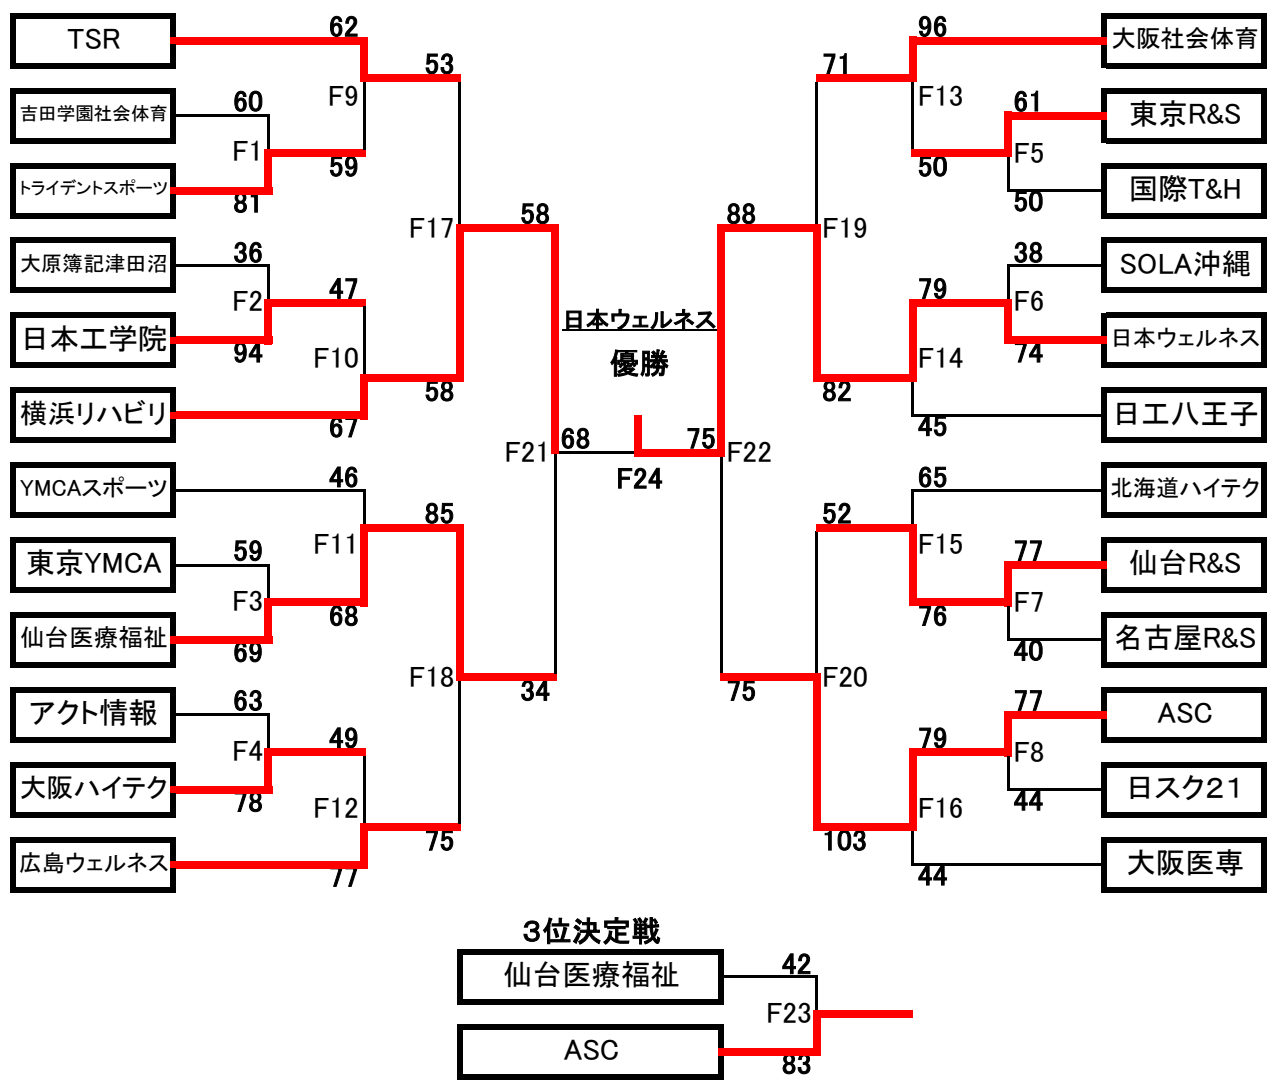 TSR
62
53
F9
吉田学園社会体育
60
F1
59
トライデントスポーツ
81
F17
58
大原簿記津田沼
36
F2
47
日本工学院
94
F10
58
横浜リハビリ
67
YMCAスポーツ
46
85
F11
東京YMCA
59
F3
68
仙台医療福祉
69
F18
34
アクト情報
63
F4
49
大阪ハイテク
78
F12
75
広島ウェルネス
77
F21
68
日本ウェルネス
優勝
F24
75
F22
96
大阪社会体育
71
F13
61
東京R&S
F5
50
国際T&H
50
88
F19
38
SOLA沖縄
79
F6
日本ウェルネス
74
F14
82
日工八王子
45
65
北海道ハイテク
52
F15
77
仙台R&S
F7
76
名古屋R&S
40
75
F20
77
ASC
79
F8
日スク21
44
F16
103
大阪医専
44
3位決定戦
仙台医療福祉
42
F23
ASC
83